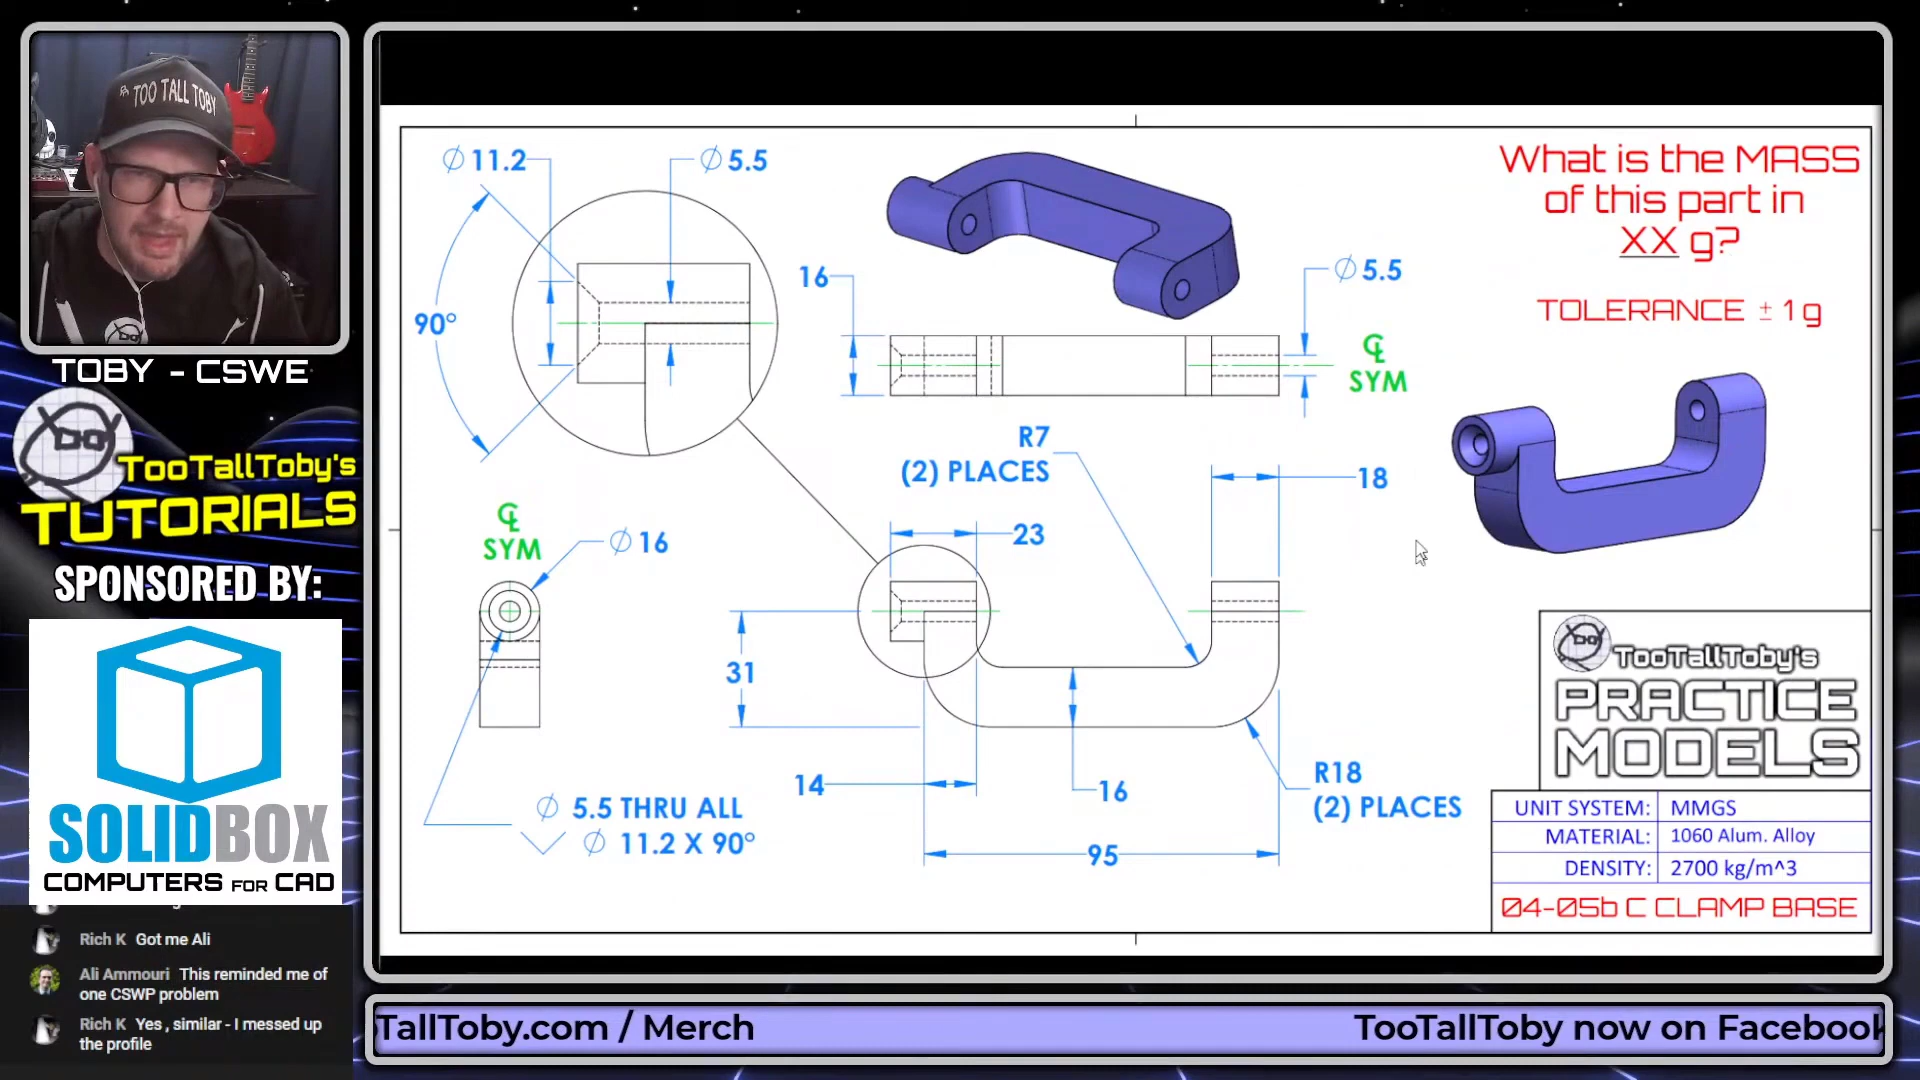 TOO TALL TOBY
TOBY - CSWE
TooTallToby's
TUTORIALS
SPONSORED BY:
SOLIDBOX
COMPUTERS FOR CAD
Rich K Got me Ali
Ali Ammouri This reminded me of
one CSWP problem
Rich K Yes , similar - I messed up
the profile
∅ 11.2
∅ 5.5
90°
16
∅ 5.5
℄
SYM
R7
(2) PLACES
18
23
℄
SYM
∅ 16
31
14
16
R18
(2) PLACES
95
∅ 5.5 THRU ALL
⌵ ∅ 11.2 X 90°
What is the MASS
of this part in
XX g?
TOLERANCE ± 1 g
TooTallToby's
PRACTICE
MODELS
UNIT SYSTEM: MMGS
MATERIAL: 1060 Alum. Alloy
DENSITY: 2700 kg/m^3
04-05b C CLAMP BASE
TallToby.com / Merch
TooTallToby now on Facebook